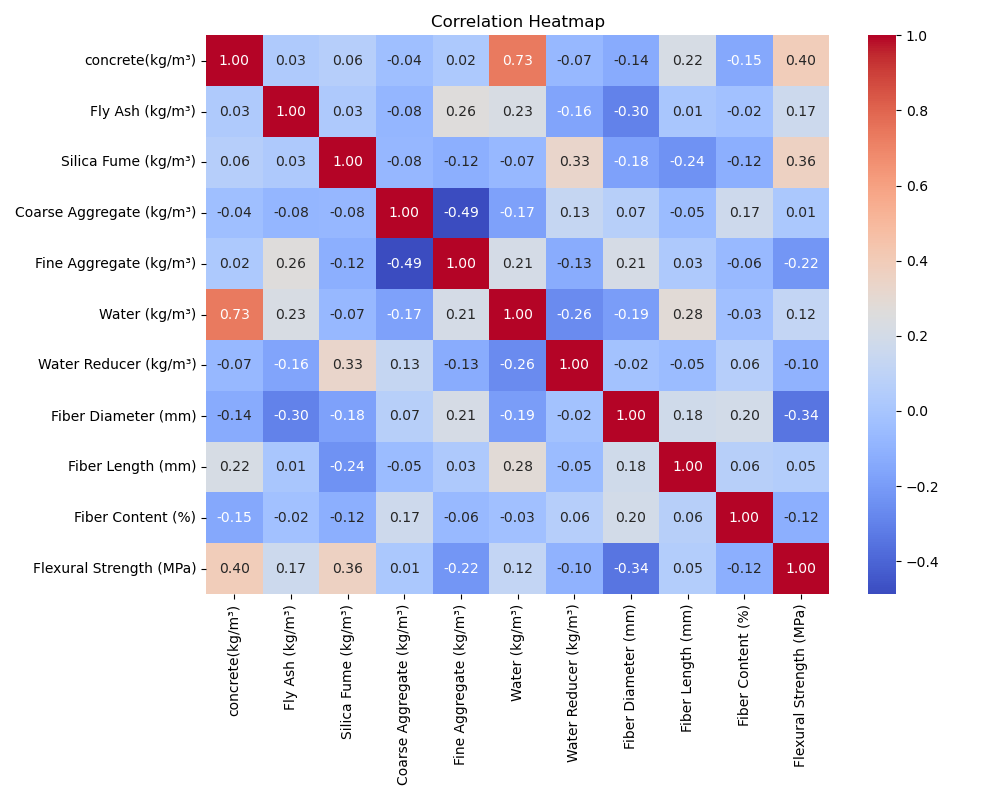 Correlation Heatmap
concrete(kg/m³) 1.00 0.03 0.06 -0.04 0.02 0.73 -0.07 -0.14 0.22 -0.15 0.40
Fly Ash (kg/m³) 0.03 1.00 0.03 -0.08 0.26 0.23 -0.16 -0.30 0.01 -0.02 0.17
Silica Fume (kg/m³) 0.06 0.03 1.00 -0.08 -0.12 -0.07 0.33 -0.18 -0.24 -0.12 0.36
Coarse Aggregate (kg/m³) -0.04 -0.08 -0.08 1.00 -0.49 -0.17 0.13 0.07 -0.05 0.17 0.01
Fine Aggregate (kg/m³) 0.02 0.26 -0.12 -0.49 1.00 0.21 -0.13 0.21 0.03 -0.06 -0.22
Water (kg/m³) 0.73 0.23 -0.07 -0.17 0.21 1.00 -0.26 -0.19 0.28 -0.03 0.12
Water Reducer (kg/m³) -0.07 -0.16 0.33 0.13 -0.13 -0.26 1.00 -0.02 -0.05 0.06 -0.10
Fiber Diameter (mm) -0.14 -0.30 -0.18 0.07 0.21 -0.19 -0.02 1.00 0.18 0.20 -0.34
Fiber Length (mm) 0.22 0.01 -0.24 -0.05 0.03 0.28 -0.05 0.18 1.00 0.06 0.05
Fiber Content (%) -0.15 -0.02 -0.12 0.17 -0.06 -0.03 0.06 0.20 0.06 1.00 -0.12
Flexural Strength (MPa) 0.40 0.17 0.36 0.01 -0.22 0.12 -0.10 -0.34 0.05 -0.12 1.00
concrete(kg/m³)
Fly Ash (kg/m³)
Silica Fume (kg/m³)
Coarse Aggregate (kg/m³)
Fine Aggregate (kg/m³)
Water (kg/m³)
Water Reducer (kg/m³)
Fiber Diameter (mm)
Fiber Length (mm)
Fiber Content (%)
Flexural Strength (MPa)
1.0
0.8
0.6
0.4
0.2
0.0
−0.2
−0.4